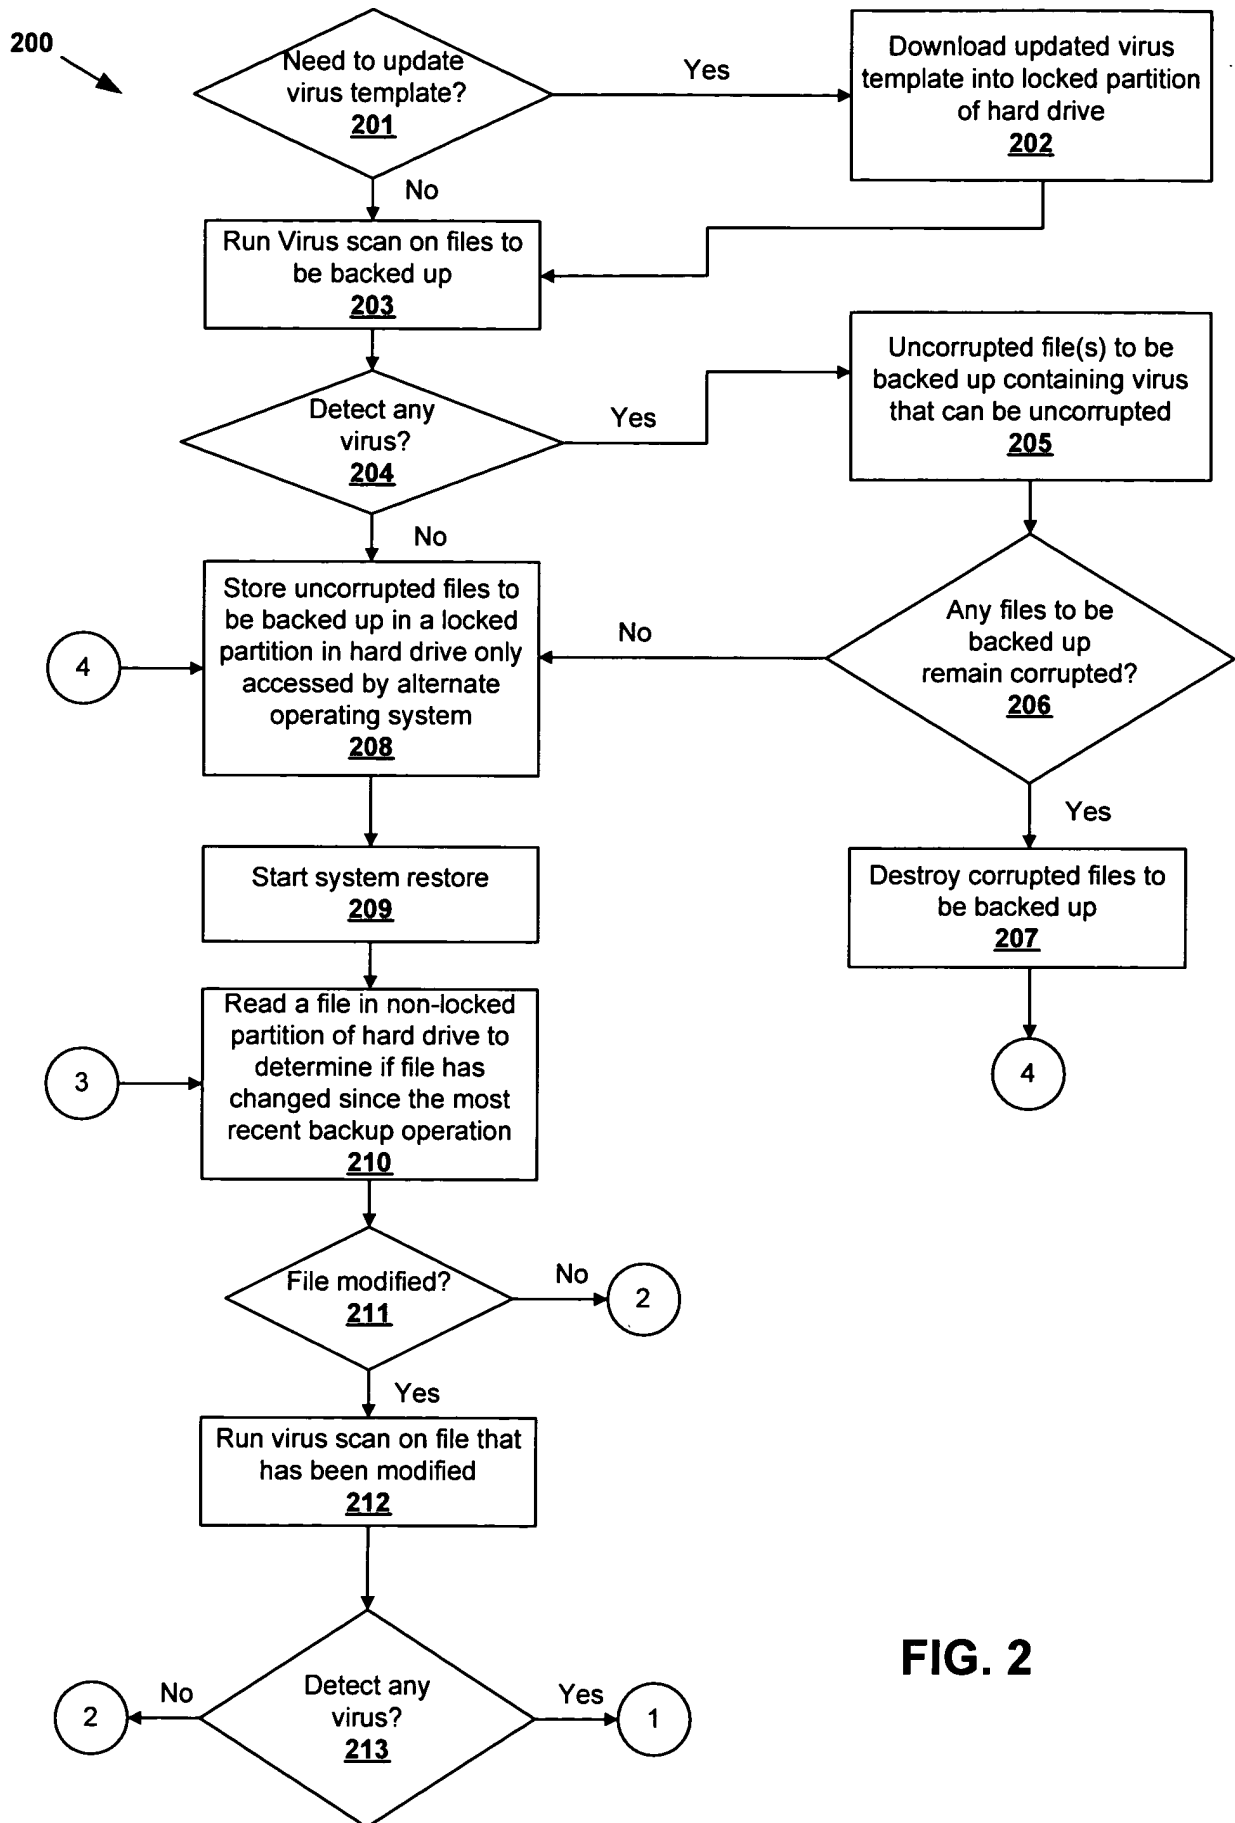 200
Need to update
virus template?
201
Yes
Download updated virus
template into locked partition
of hard drive
202
No
Run Virus scan on files to
be backed up
203
Detect any
virus?
204
Yes
Uncorrupted file(s) to be
backed up containing virus
that can be uncorrupted
205
No
Store uncorrupted files to
be backed up in a locked
partition in hard drive only
accessed by alternate
operating system
208
4
No
Any files to be
backed up
remain corrupted?
206
Yes
Start system restore
209
Destroy corrupted files to
be backed up
207
Read a file in non-locked
partition of hard drive to
determine if file has
changed since the most
recent backup operation
210
3
4
File modified?
211
No
2
Yes
Run virus scan on file that
has been modified
212
FIG. 2
Detect any
virus?
213
No
2
Yes
1